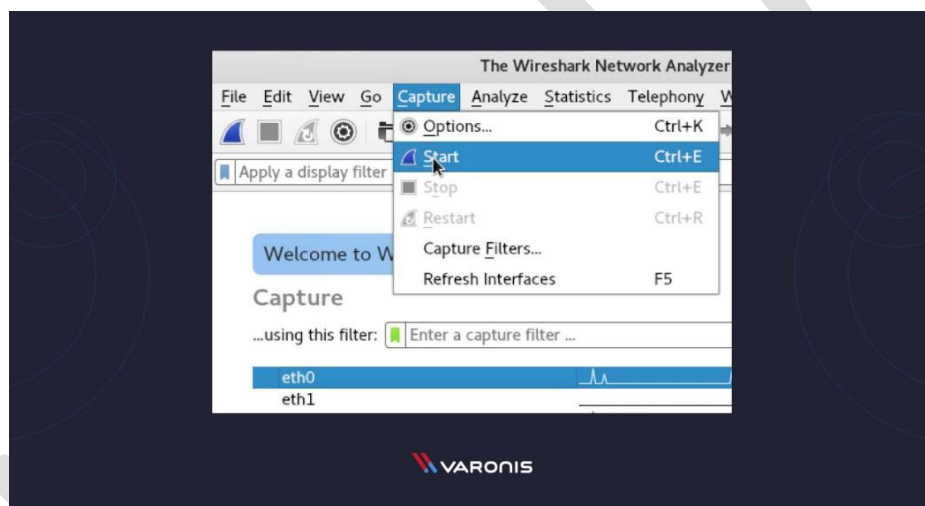 The Wireshark Network Analyzer
File Edit View Go Capture Analyze Statistics Telephony
Options... Ctrl+K
Start Ctrl+E
Apply a display filter
Stop Ctrl+E
Restart Ctrl+R
Welcome to W
Capture Filters...
Refresh Interfaces F5
Capture
...using this filter: Enter a capture filter ...
eth0
eth1
VARONIS